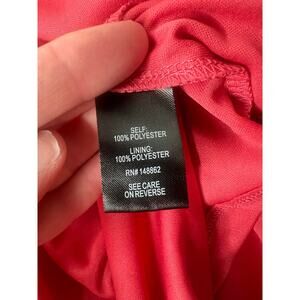 SELF:
100% POLYESTER
LINING:
100% POLYESTER
RN# 148862
SEE CARE
ON REVERSE